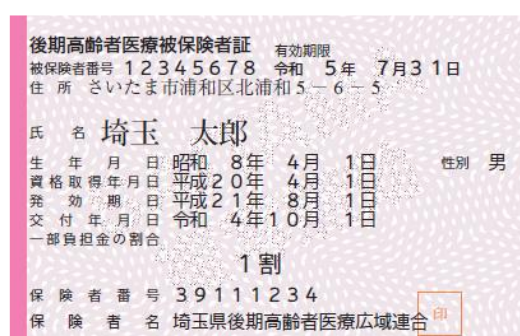 後期高齢者医療被保険者証 有効期限
被保険者番号 12345678 令和 5年 7月31日
住所 さいたま市浦和区北浦和5-6-5
氏名 埼玉 太郎
生年月日 昭和 8年 4月 1日 性別 男
資格取得年月日 平成20年 4月 1日
発効期日 平成21年 8月 1日
交付年月日 令和 4年10月 1日
一部負担金の割合
1割
保険者番号 39111234
保険者名 埼玉県後期高齢者医療広域連合 印